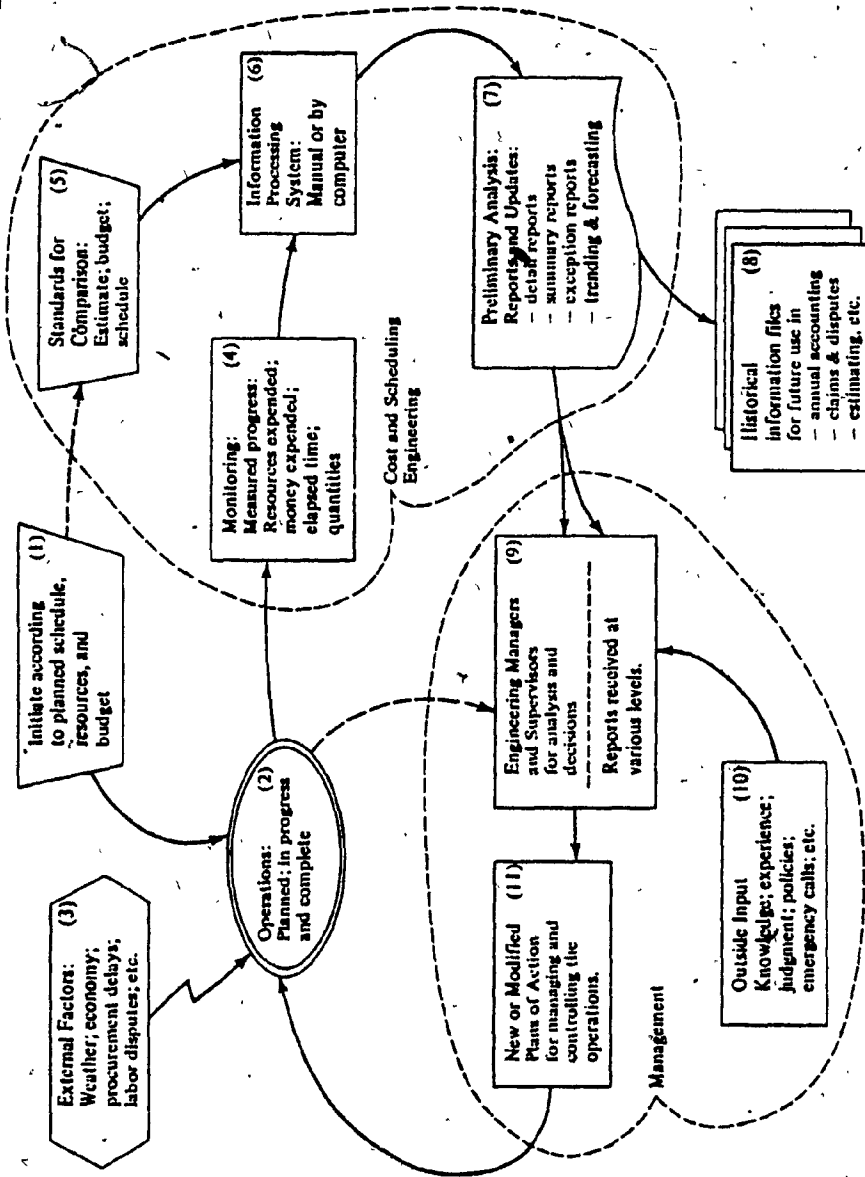 (1)
Initiate according
to planned schedule,
resources, and
budget
(2)
Operations:
Planned; in progress
and complete
(3)
External Factors:
Weather; economy;
procurement delays;
labor disputes; etc.
(4)
Monitoring:
Measured progress:
Resources expended;
money expended;
elapsed time;
quantities
(5)
Standards for
Comparison:
Estimate; budget;
schedule
(6)
Information
Processing
System:
Manual or by
computer
Cost and Scheduling
Engineering
(7)
Preliminary Analysis:
Reports and Updates:
– detail reports
– summary reports
– exception reports
– trending & forecasting
(8)
Historical
Information files
for future use in
– annual accounting
– claims & disputes
– estimating, etc.
(9)
Engineering Managers
and Supervisors
for analysis and
decisions
Reports received at
various levels.
(10)
Outside Input
Knowledge; experience;
judgment; policies;
emergency calls; etc.
(11)
New or Modified
Plans of Action
for managing and
controlling the
operations.
Management